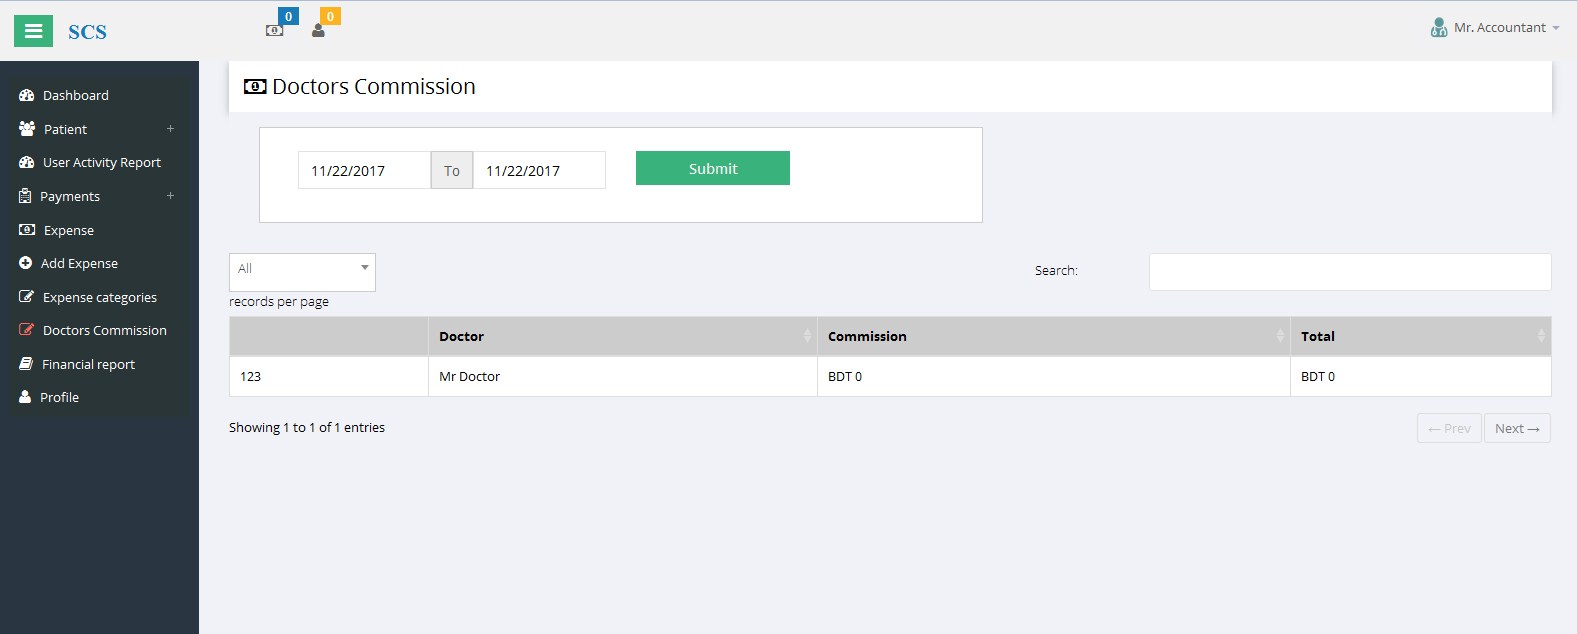 SCS
0
0
Mr. Accountant
Dashboard
Patient +
User Activity Report
Payments +
Expense
Add Expense
Expense categories
Doctors Commission
Financial report
Profile
Doctors Commission
11/22/2017 To 11/22/2017 Submit
All
records per page
Search:
Doctor Commission Total
123 Mr Doctor BDT 0 BDT 0
Showing 1 to 1 of 1 entries
← Prev Next →